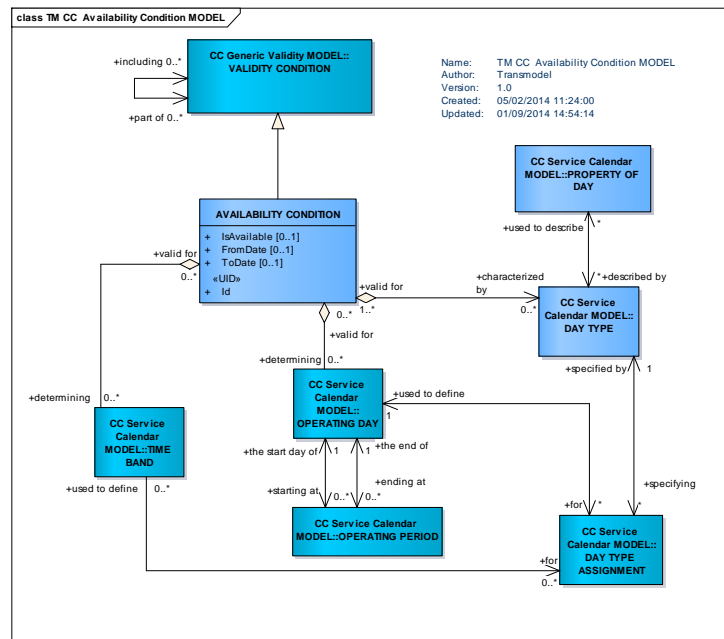 class TM CC Availability Condition MODEL
CC Generic Validity MODEL::
VALIDITY CONDITION
+including 0..*
+part of 0..*
Name: TM CC Availability Condition MODEL
Author: Transmodel
Version: 1.0
Created: 05/02/2014 11:24:00
Updated: 01/09/2014 14:54:14
CC Service Calendar
MODEL::PROPERTY OF
DAY
+used to describe
*
*
+described by
AVAILABILITY CONDITION
+ IsAvailable [0..1]
+ FromDate [0..1]
+ ToDate [0..1]
«UID»
+ Id
+valid for
0..*
+valid for
1..*
+characterized
by
0..*
CC Service
Calendar MODEL::
DAY TYPE
0..*
+valid for
+determining 0..*
+specified by 1
+determining
0..*
CC Service
Calendar
MODEL::
OPERATING DAY
+used to define
1
CC Service
Calendar
MODEL::TIME
BAND
+used to define 0..*
+the start day of 1
1 +the end of
+starting at
0..*
+ending at
0..*
+specifying
*
+for *
CC Service Calendar
MODEL::OPERATING PERIOD
CC Service
Calendar MODEL::
DAY TYPE
ASSIGNMENT
+for
0..*